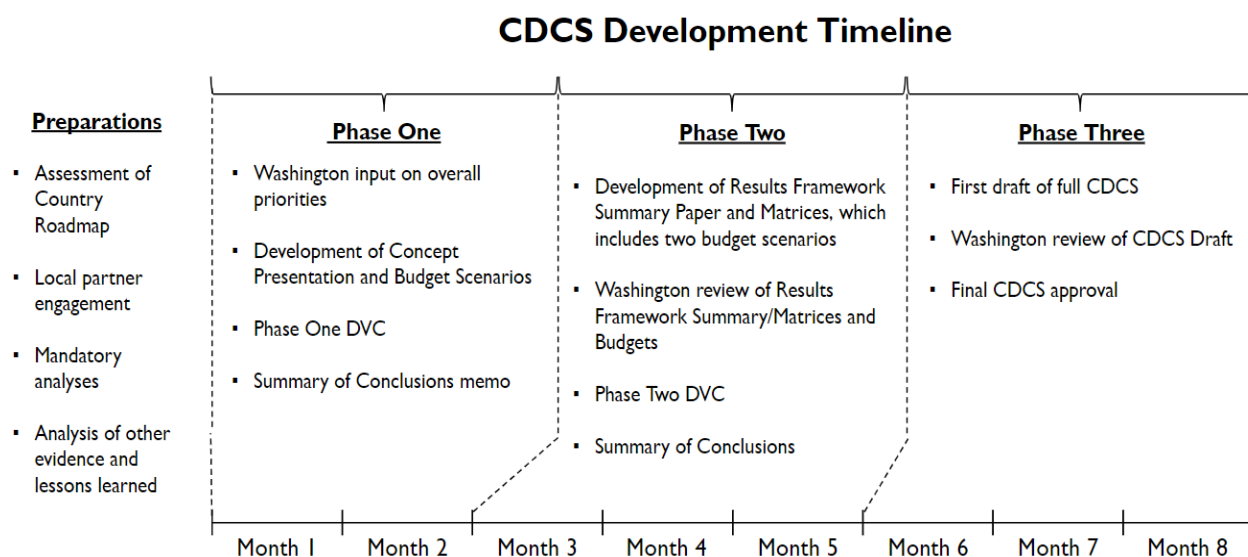 CDCS Development Timeline
Preparations
▪ Assessment of
Country
Roadmap
▪ Local partner
engagement
▪ Mandatory
analyses
▪ Analysis of other
evidence and
lessons learned
Phase One
▪ Washington input on overall
priorities
▪ Development of Concept
Presentation and Budget Scenarios
▪ Phase One DVC
▪ Summary of Conclusions memo
Phase Two
▪ Development of Results Framework
Summary Paper and Matrices, which
includes two budget scenarios
▪ Washington review of Results
Framework Summary/Matrices and
Budgets
▪ Phase Two DVC
▪ Summary of Conclusions
Phase Three
▪ First draft of full CDCS
▪ Washington review of CDCS Draft
▪ Final CDCS approval
Month 1
Month 2
Month 3
Month 4
Month 5
Month 6
Month 7
Month 8